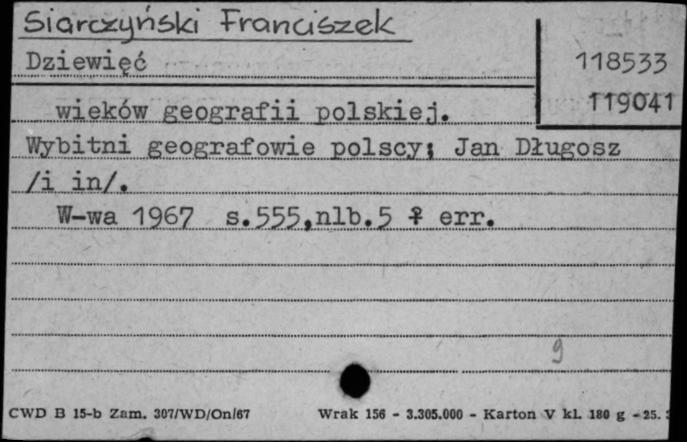 Siarczyński Franciszek
Dziewięć
118533
119041
wieków geografii polskiej.
Wybitni geografowie polscy; Jan Długosz
/i in/.
W-wa 1967 s.555,nlb.5 + err.
9
CWD B 15-b Zam. 307/WD/On/67 Wrak 156 - 3.305.000 - Karton V kl. 180 g - 25.